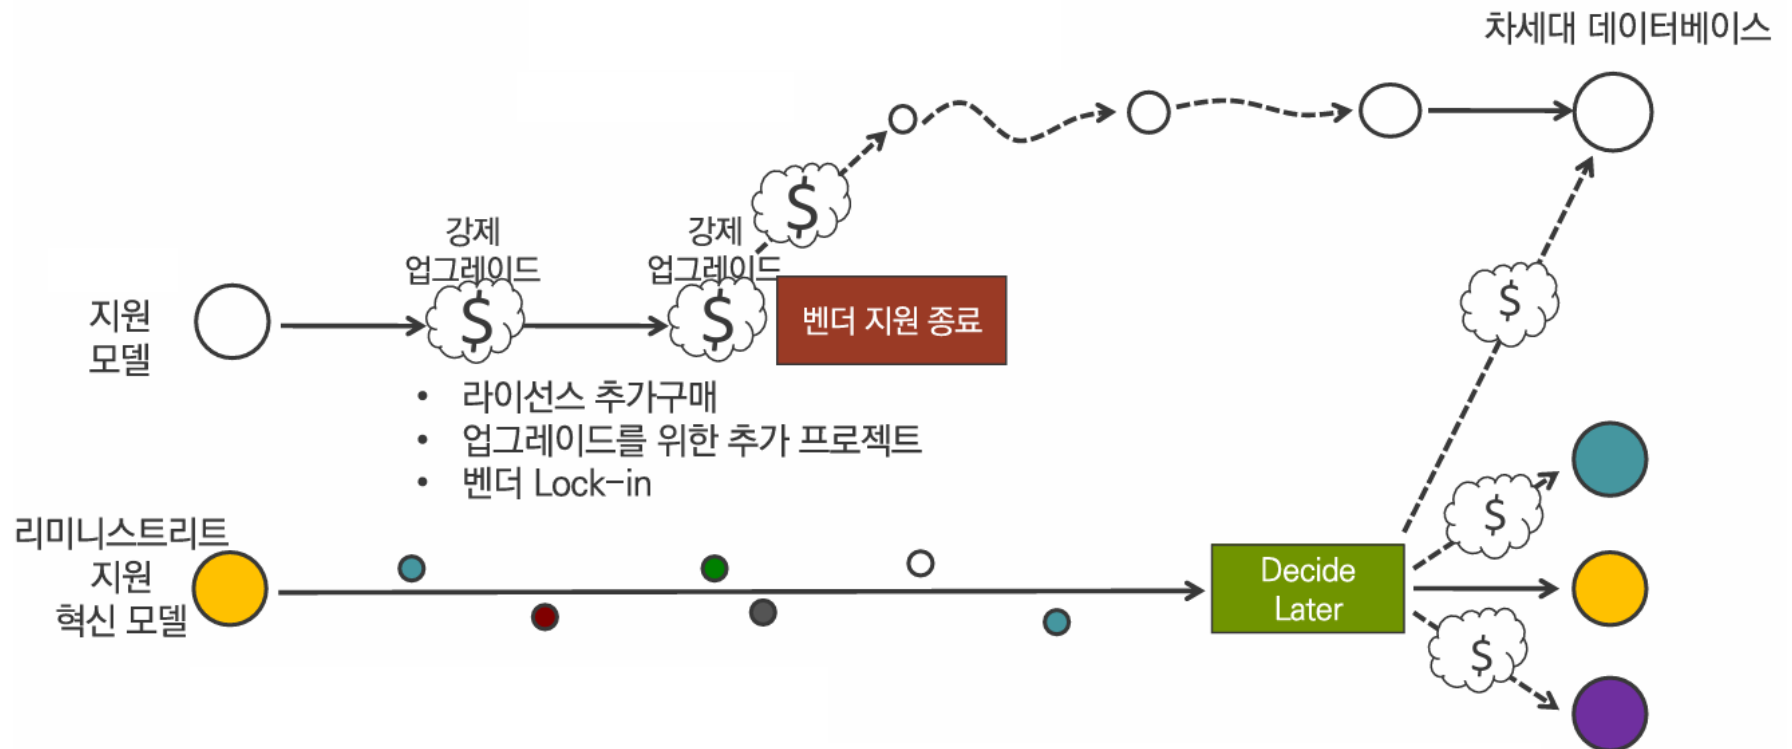 차세대 데이터베이스
$
강제
업그레이드
강제
업그레이드
$
$
$
지원
모델
벤더 지원 종료
• 라이선스 추가구매
• 업그레이드를 위한 추가 프로젝트
• 벤더 Lock-in
리미니스트리트
지원
혁신 모델
Decide
Later
$
$